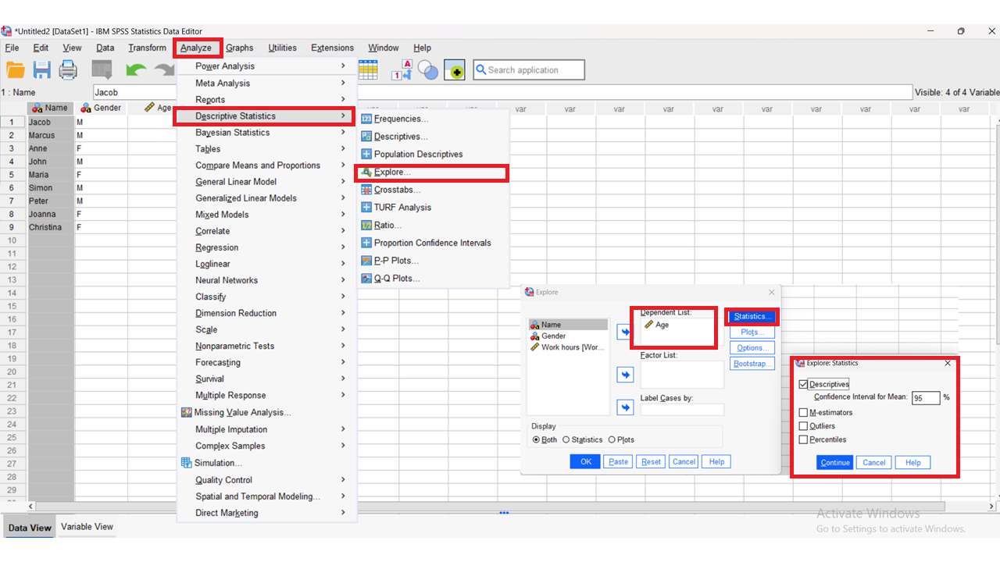 *Untitled2 [DataSet1] - IBM SPSS Statistics Data Editor
File Edit View Data Transform Analyze Graphs Utilities Extensions Window Help
Search application
1 : Name
Jacob
Visible: 4 of 4 Variable
Name Gender Age var var var var var var var var var
1 Jacob M
2 Marcus M
3 Anne F
4 John M
5 Maria F
6 Simon M
7 Peter M
8 Joanna F
9 Christina F
10
11
12
13
14
15
16
17
18
19
20
21
22
23
24
25
26
27
28
29
Power Analysis
Meta Analysis
Reports
Descriptive Statistics
Bayesian Statistics
Tables
Compare Means and Proportions
General Linear Model
Generalized Linear Models
Mixed Models
Correlate
Regression
Loglinear
Neural Networks
Classify
Dimension Reduction
Scale
Nonparametric Tests
Forecasting
Survival
Multiple Response
Missing Value Analysis...
Multiple Imputation
Complex Samples
Simulation...
Quality Control
Spatial and Temporal Modeling...
Direct Marketing
Frequencies...
Descriptives...
Population Descriptives
Explore...
Crosstabs...
TURF Analysis
Ratio...
Proportion Confidence Intervals
P-P Plots...
Q-Q Plots...
Explore
Name
Gender
Work hours [Wor...
Dependent List:
Age
Factor List:
Label Cases by:
Statistics...
Plots...
Options...
Bootstrap...
Display
Both Statistics Plots
OK Paste Reset Cancel Help
Explore: Statistics
Descriptives
Confidence Interval for Mean: 95 %
M-estimators
Outliers
Percentiles
Continue Cancel Help
Data View Variable View
Activate Windows
Go to Settings to activate Windows.